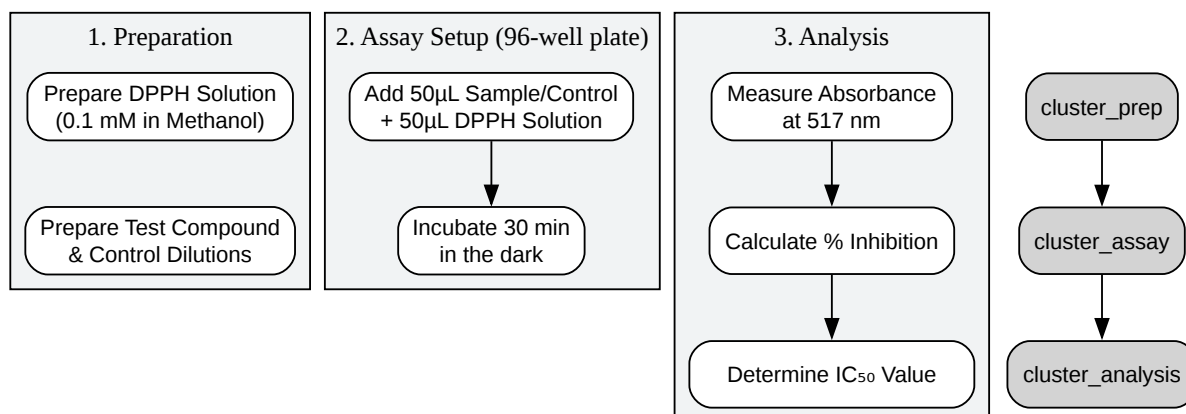 1. Preparation
Prepare DPPH Solution
(0.1 mM in Methanol)
Prepare Test Compound
& Control Dilutions
2. Assay Setup (96-well plate)
Add 50µL Sample/Control
+ 50µL DPPH Solution
Incubate 30 min
in the dark
3. Analysis
Measure Absorbance
at 517 nm
Calculate % Inhibition
Determine IC₅₀ Value
cluster_prep
cluster_assay
cluster_analysis